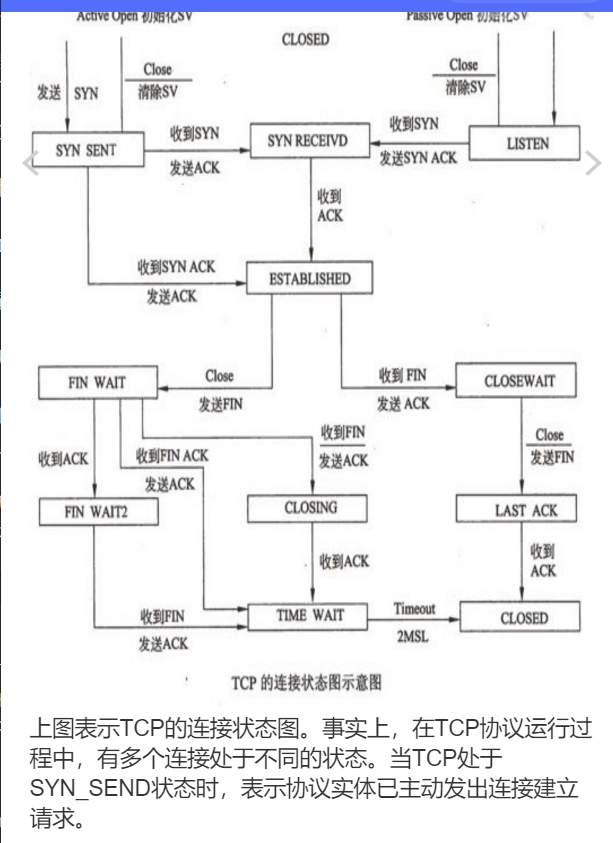 Active Open 初始化SV
Passive Open 初始化SV
CLOSED
Close
清除SV
Close
清除SV
发送 SYN
SYN SENT
收到SYN
发送ACK
SYN RECEIVD
收到SYN
发送SYN ACK
LISTEN
收到
ACK
收到SYN ACK
发送ACK
ESTABLISHED
FIN WAIT
Close
发送FIN
收到 FIN
发送 ACK
CLOSEWAIT
收到ACK
收到FIN ACK
发送ACK
收到FIN
发送ACK
Close
发送FIN
FIN WAIT2
CLOSING
LAST ACK
收到ACK
收到
ACK
收到FIN
发送ACK
TIME WAIT
Timeout
2MSL
CLOSED
TCP 的连接状态图示意图
上图表示TCP的连接状态图。事实上，在TCP协议运行过
程中，有多个连接处于不同的状态。当TCP处于
SYN_SEND状态时，表示协议实体已主动发出连接建立
请求。